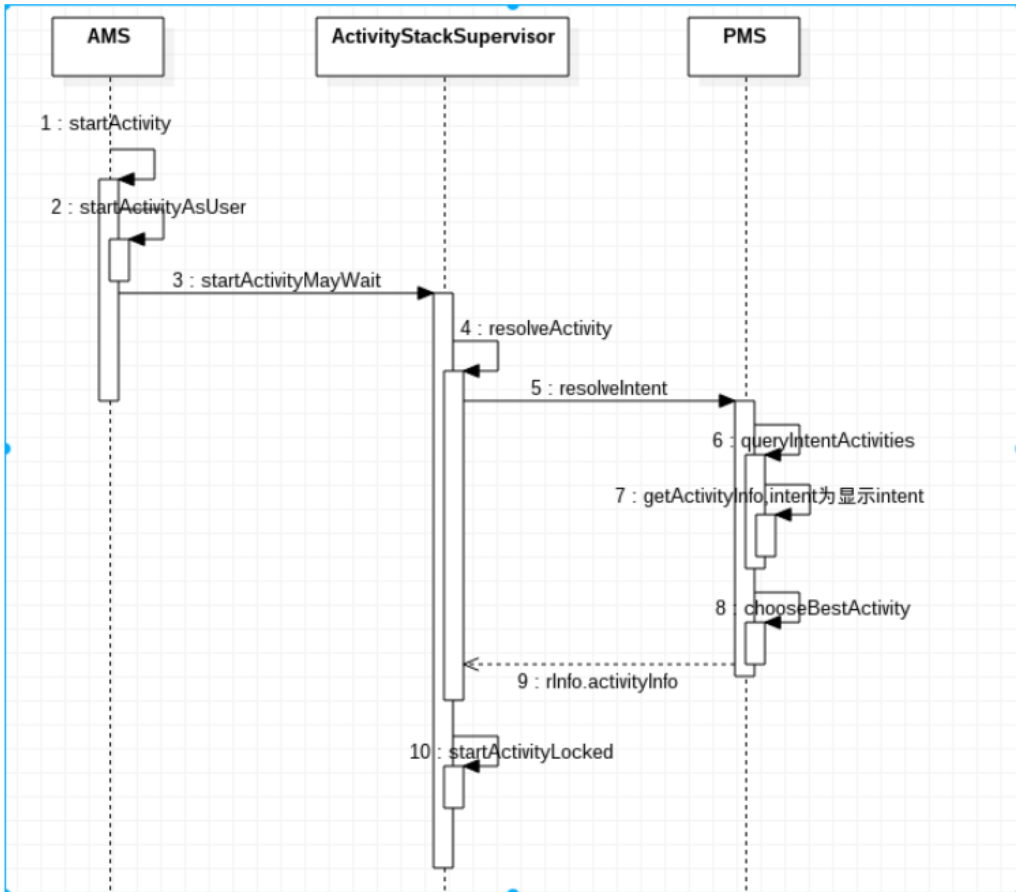 AMS
ActivityStackSupervisor
PMS
1 : startActivity
2 : startActivityAsUser
3 : startActivityMayWait
4 : resolveActivity
5 : resolveIntent
6 : queryIntentActivities
7 : getActivityInfo,intent为显示intent
8 : chooseBestActivity
9 : rInfo.activityInfo
10 : startActivityLocked